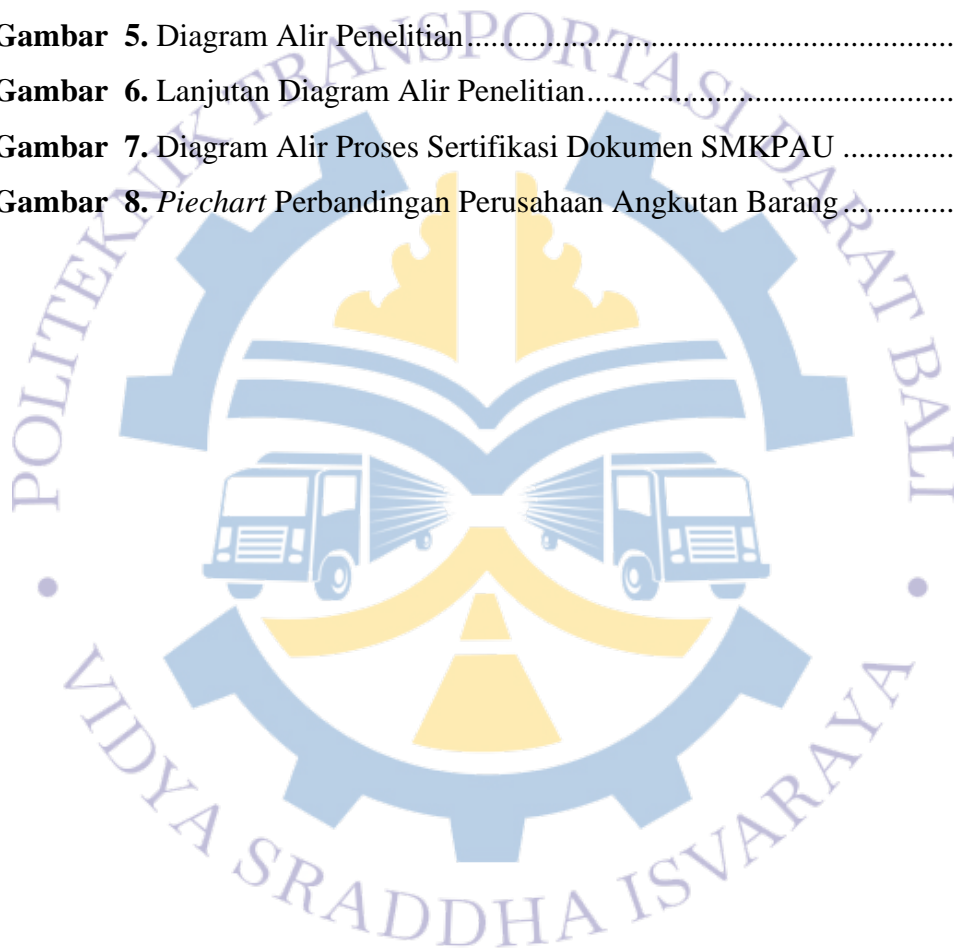 Gambar 5. Diagram Alir Penelitian................................................................
Gambar 6. Lanjutan Diagram Alir Penelitian................................................
Gambar 7. Diagram Alir Proses Sertifikasi Dokumen SMKPAU ..............
Gambar 8. Piechart Perbandingan Perusahaan Angkutan Barang..............
POLITEKNIK TRANSPORTASI DARAT BALI
VIDYA SRADDHA ISVARAYA